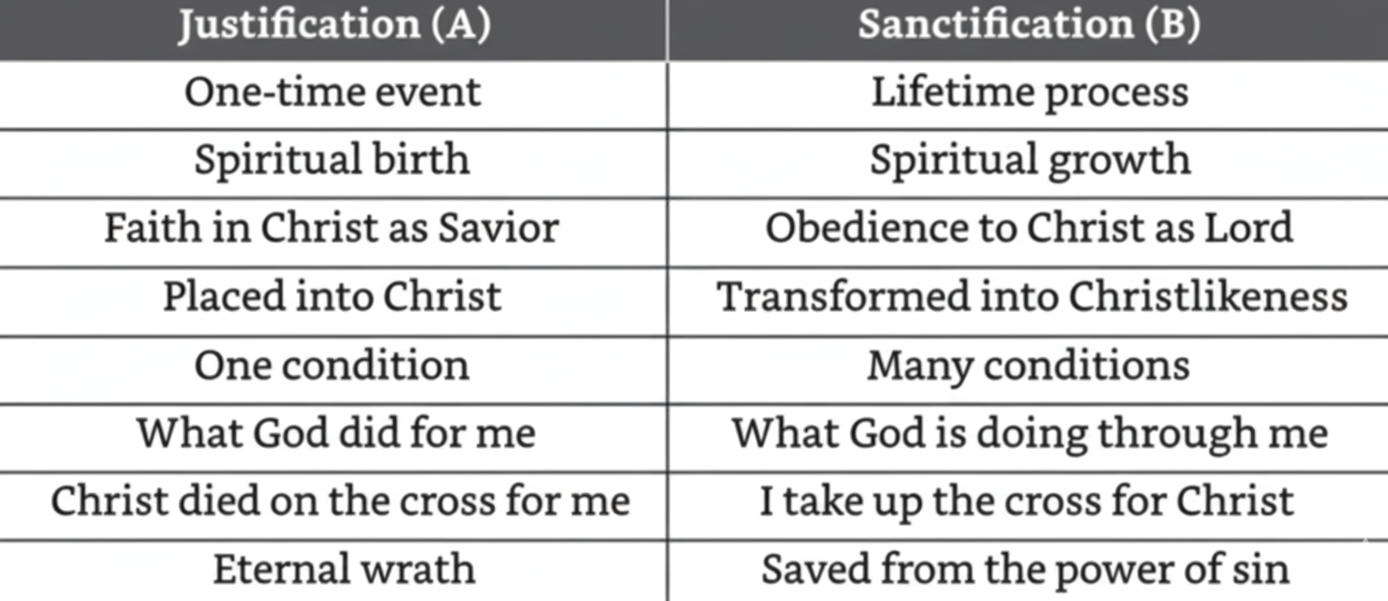 Justification (A) Sanctification (B)
One-time event Lifetime process
Spiritual birth Spiritual growth
Faith in Christ as Savior Obedience to Christ as Lord
Placed into Christ Transformed into Christlikeness
One condition Many conditions
What God did for me What God is doing through me
Christ died on the cross for me I take up the cross for Christ
Eternal wrath Saved from the power of sin